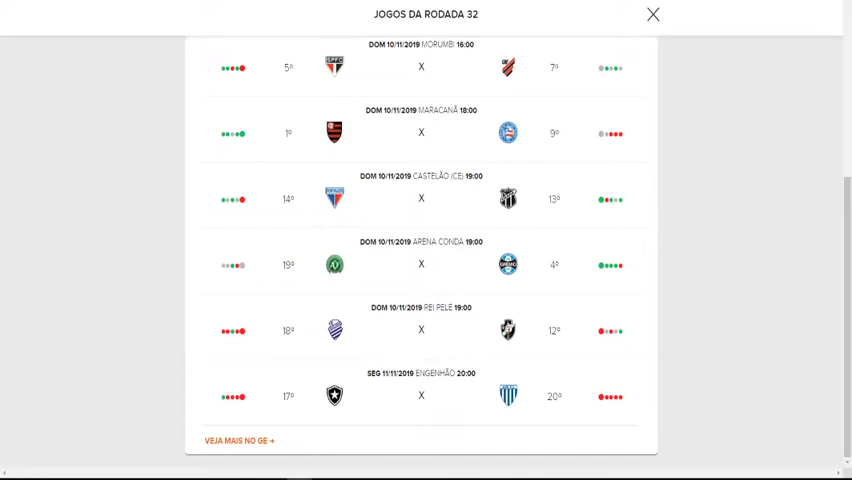 JOGOS DA RODADA 32
DOM 10/11/2019 MORUMBI 16:00
5º X 7º
DOM 10/11/2019 MARACANÃ 18:00
1º X 9º
DOM 10/11/2019 CASTELÃO (CE) 19:00
14º X 13º
DOM 10/11/2019 ARENA CONDA 19:00
19º X 4º
DOM 10/11/2019 REI PELE 19:00
18º X 12º
SEG 11/11/2019 ENGENHÃO 20:00
17º X 20º
VEJA MAIS NO GE →